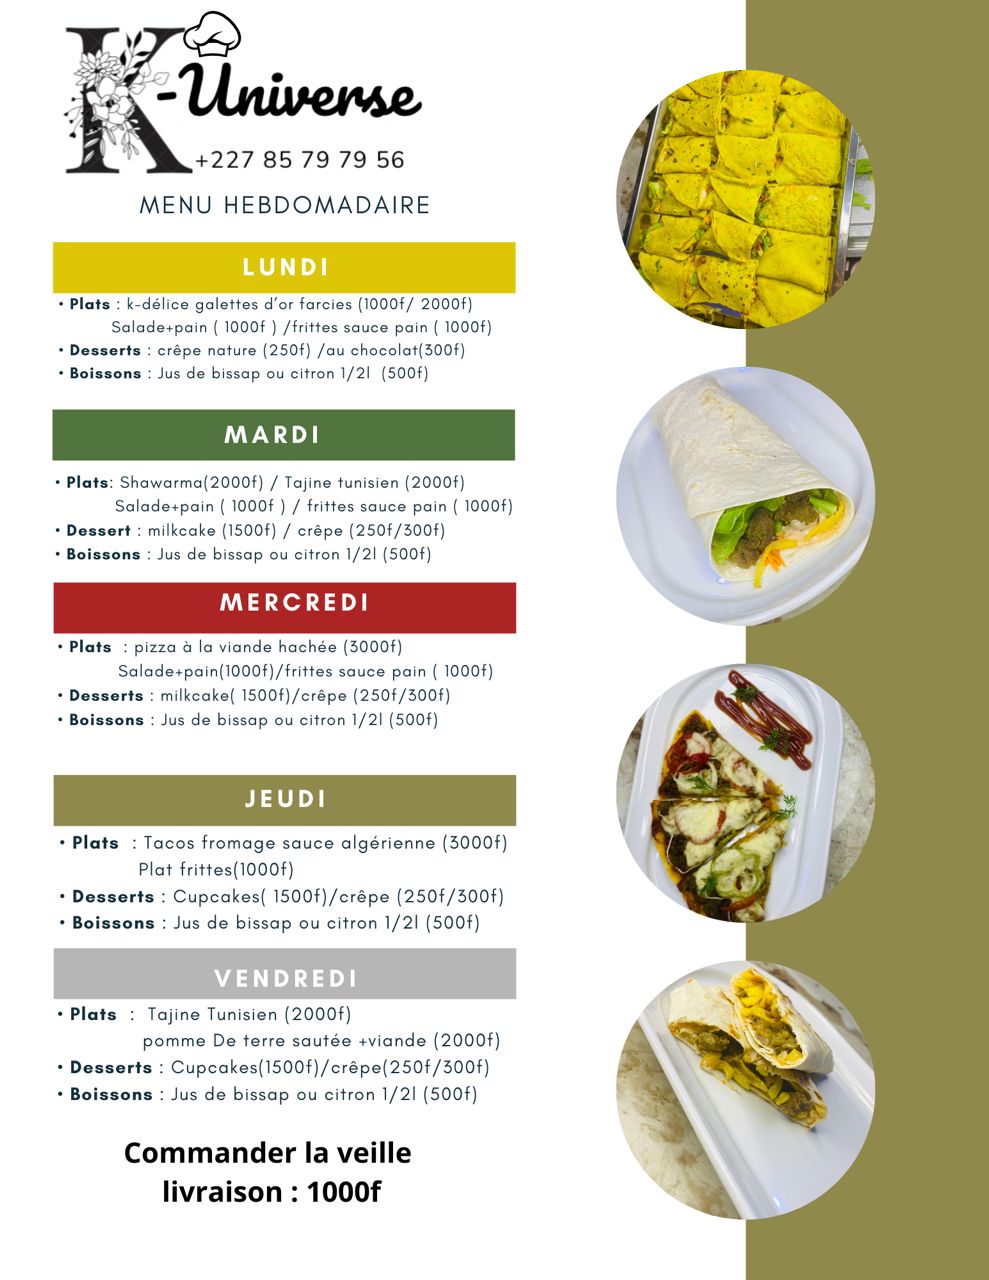 K-Universe
+227 85 79 79 56
MENU HEBDOMADAIRE
LUNDI
• Plats : k-délice galettes d’or farcies (1000f/ 2000f)
Salade+pain ( 1000f ) /frittes sauce pain ( 1000f)
• Desserts : crêpe nature (250f) /au chocolat(300f)
• Boissons : Jus de bissap ou citron 1/2l (500f)
MARDI
• Plats: Shawarma(2000f) / Tajine tunisien (2000f)
Salade+pain ( 1000f ) / frittes sauce pain ( 1000f)
• Dessert : milkcake (1500f) / crêpe (250f/300f)
• Boissons : Jus de bissap ou citron 1/2l (500f)
MERCREDI
• Plats : pizza à la viande hachée (3000f)
Salade+pain(1000f)/frittes sauce pain ( 1000f)
• Desserts : milkcake( 1500f)/crêpe (250f/300f)
• Boissons : Jus de bissap ou citron 1/2l (500f)
JEUDI
• Plats : Tacos fromage sauce algérienne (3000f)
Plat frittes(1000f)
• Desserts : Cupcakes( 1500f)/crêpe (250f/300f)
• Boissons : Jus de bissap ou citron 1/2l (500f)
VENDREDI
• Plats : Tajine Tunisien (2000f)
pomme De terre sautée +viande (2000f)
• Desserts : Cupcakes(1500f)/crêpe(250f/300f)
• Boissons : Jus de bissap ou citron 1/2l (500f)
Commander la veille
livraison : 1000f